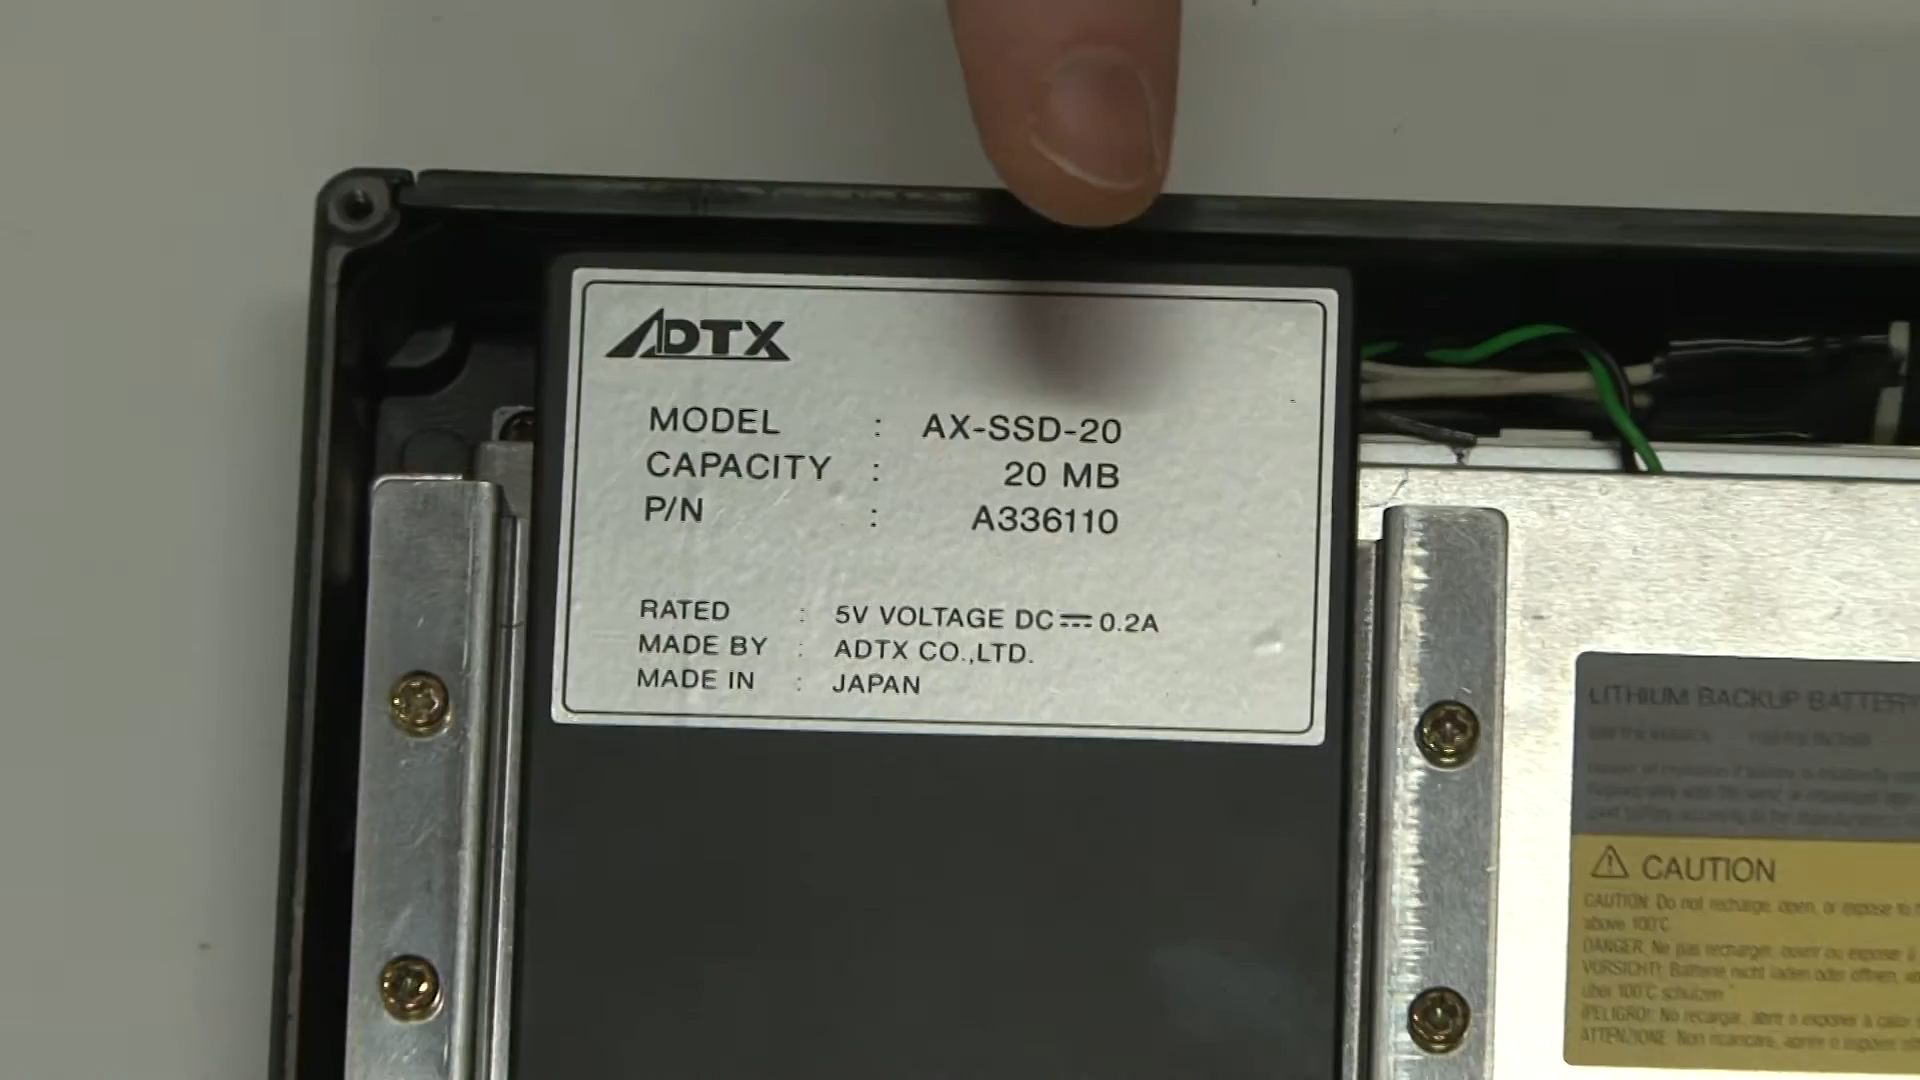 ADTX
MODEL : AX-SSD-20
CAPACITY : 20 MB
P/N : A336110
RATED : 5V VOLTAGE DC 0.2A
MADE BY : ADTX CO.,LTD.
MADE IN : JAPAN
LITHIUM BACKUP BATTERY
CAUTION
CAUTION: Do not recharge, open, or expose to
above 100°C
DANGER: Ne pas recharger, ouvrir ou exposer à
VORSICHT!: Batterie nicht laden oder öffnen,
über 100°C schützen
¡PELIGRO!: No recargar, abrir o exponer a calor
ATTENZIONE: Non ricaricare, aprire o esporre